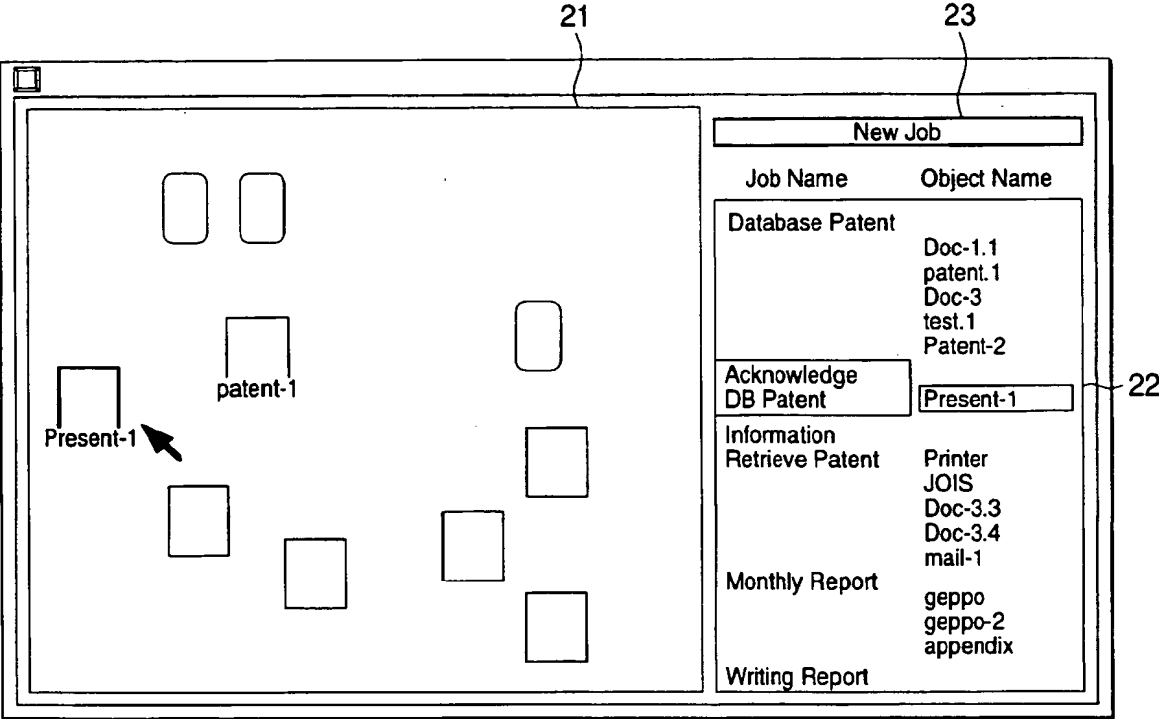 21
23
New Job
Job Name Object Name
Database Patent
Doc-1.1
patent.1
Doc-3
test.1
Patent-2
Acknowledge
DB Patent Present-1
22
Information
Retrieve Patent Printer
JOIS
Doc-3.3
Doc-3.4
mail-1
Monthly Report
geppo
geppo-2
appendix
Writing Report
patent-1
Present-1